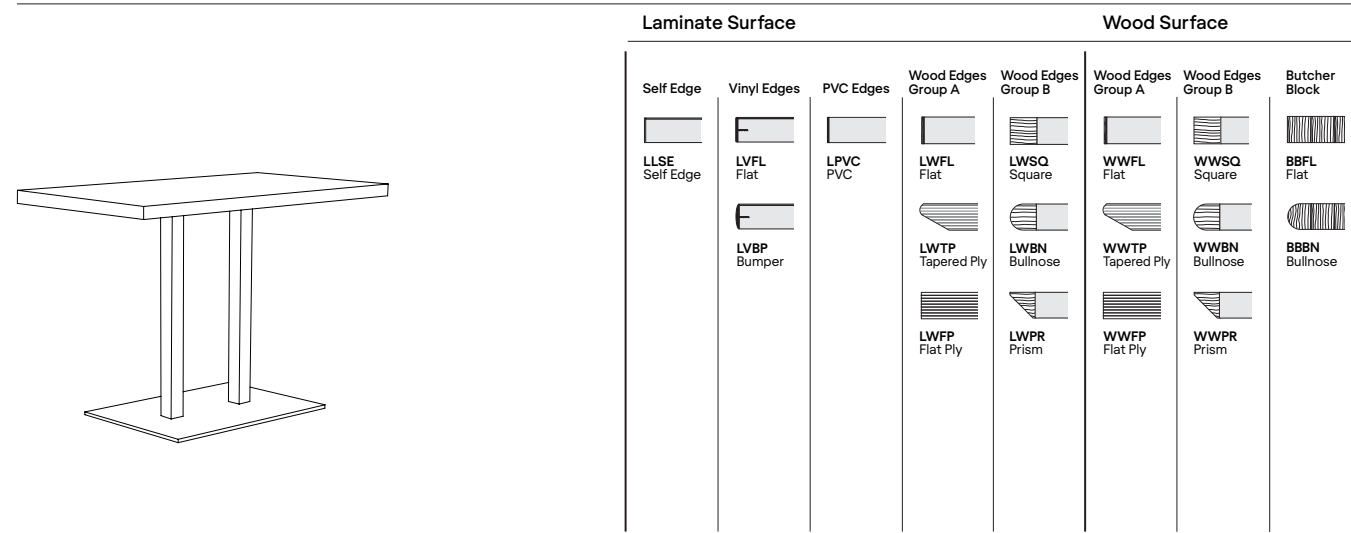 Laminate Surface
Wood Surface
Self Edge
LLSE
Self Edge
Vinyl Edges
LVFL
Flat
LVBP
Bumper
PVC Edges
LPVC
PVC
Wood Edges
Group A
LWFL
Flat
LWTP
Tapered Ply
LWFP
Flat Ply
Wood Edges
Group B
LWSQ
Square
LWBN
Bullnose
LWPR
Prism
Wood Edges
Group A
WWFL
Flat
WWTP
Tapered Ply
WWFP
Flat Ply
Wood Edges
Group B
WWSQ
Square
WWBN
Bullnose
WWPR
Prism
Butcher
Block
BBFL
Flat
BBBN
Bullnose